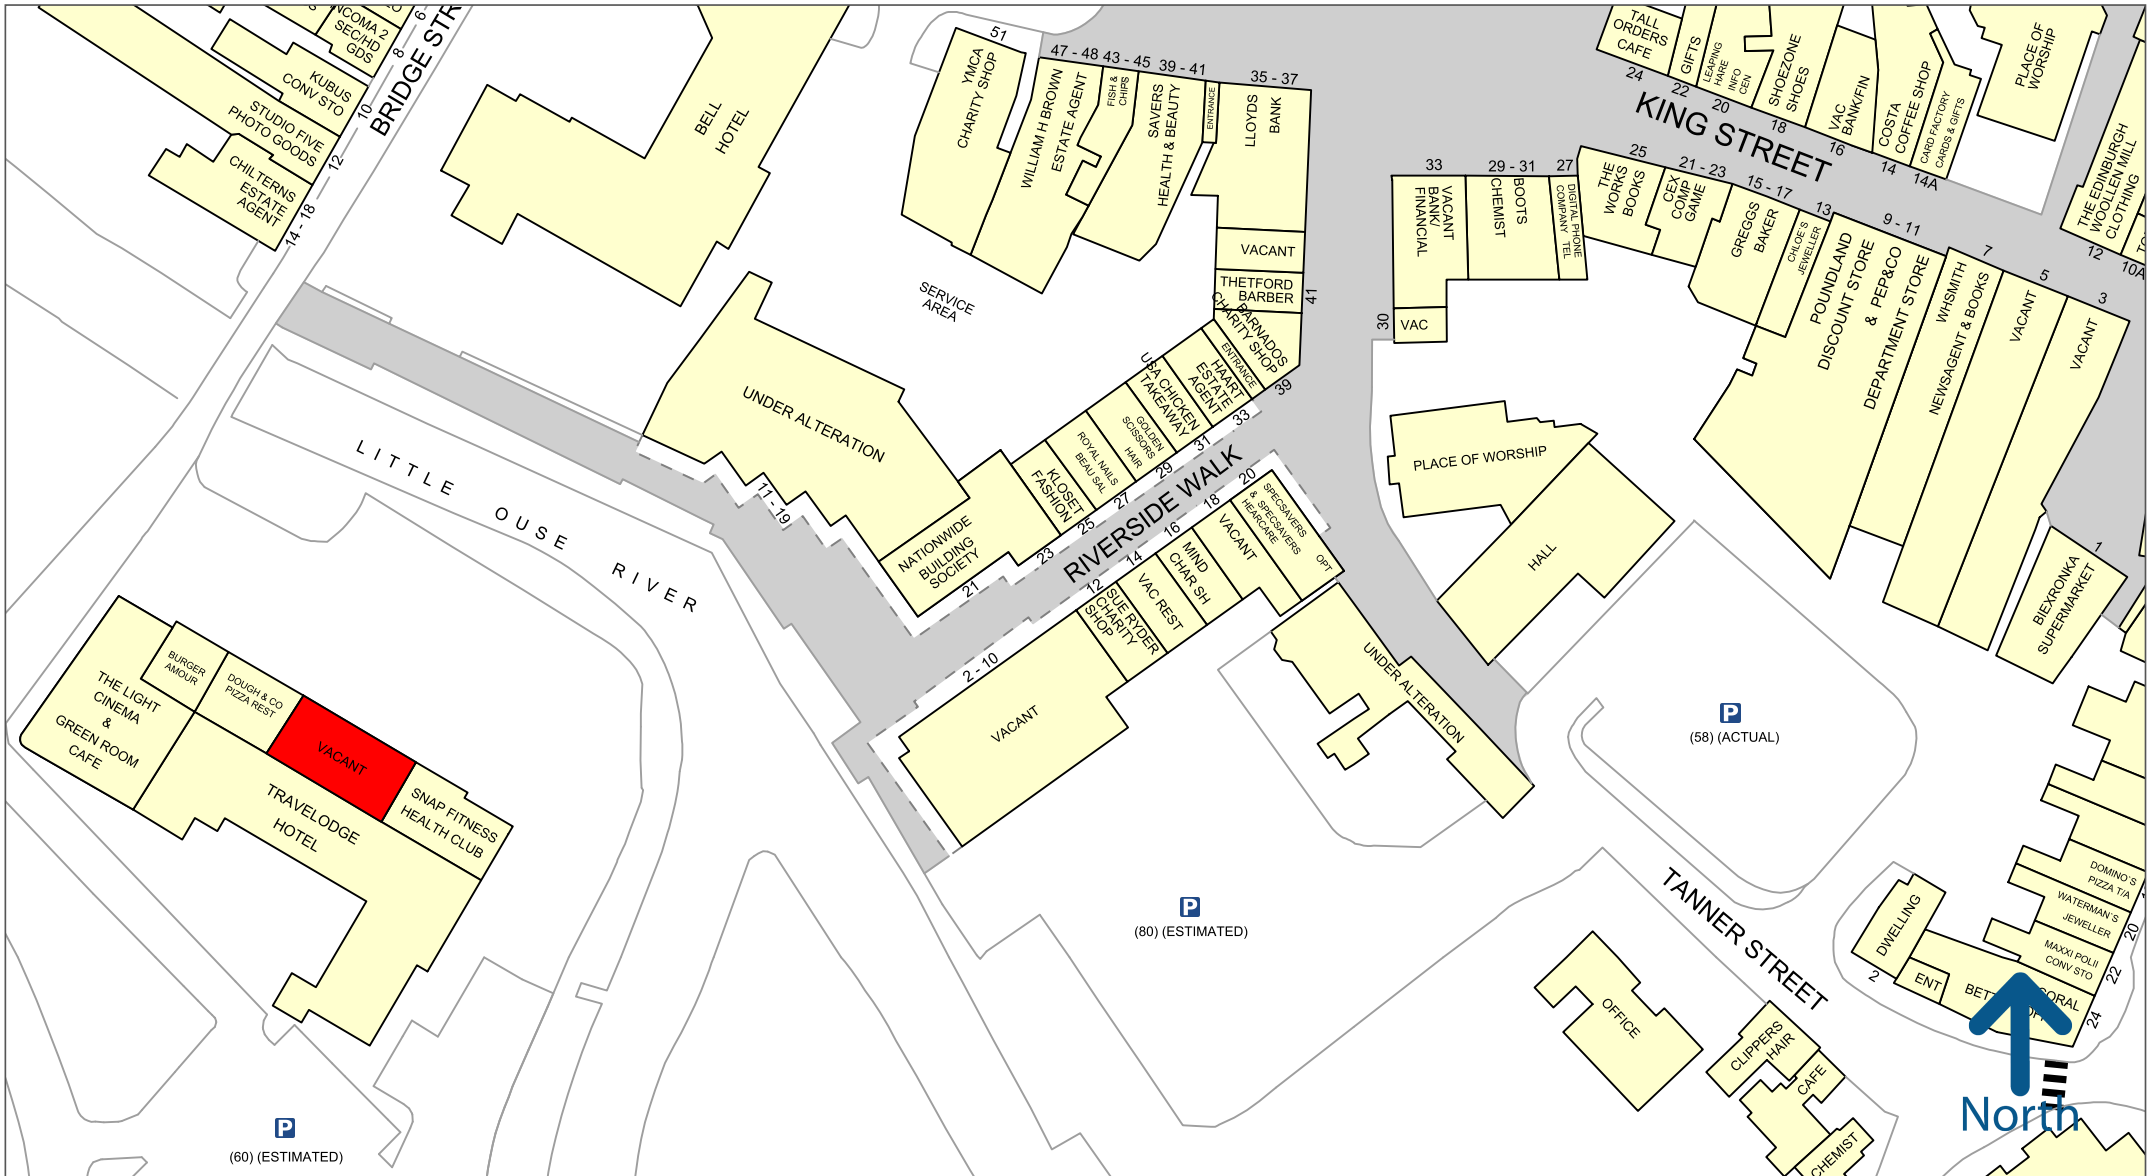 NCOMA 2
SEC/HD
GDS
6
8
KUBUS
CONV STO
10
STUDIO FIVE
PHOTO GOODS
12
CHILTERNS
ESTATE
AGENT
14 - 18
BRIDGE STR
BELL
HOTEL
51
YMCA
CHARITY SHOP
47 - 48
WILLIAM H BROWN
ESTATE AGENT
43 - 45
FISH &
CHIPS
39 - 41
SAVERS
HEALTH & BEAUTY
ENTRANCE
35 - 37
LLOYDS
BANK
VACANT
THETFORD
BARBER
41
BARNADOS
CHARITY SHOP
39
ENTRANCE
HAART
ESTATE
AGENT
33
USA CHICKEN
TAKEAWAY
31
GOLDEN
SCISSORS
HAIR
29
ROYAL NAILS
BEAU SAL
27
KLOSET
FASHION
25
23
NATIONWIDE
BUILDING
SOCIETY
21
SERVICE
AREA
UNDER ALTERATION
11 - 19
RIVERSIDE WALK
LITTLE OUSE RIVER
TALL
ORDERS
CAFE
24
GIFTS
22
LEAPING
HARE
INFO
CEN
20
SHOEZONE
SHOES
18
VAC
BANK/FIN
16
COSTA
COFFEE SHOP
14
CARD FACTORY
CARDS & GIFTS
14A
PLACE OF
WORSHIP
THE EDINBURGH
WOOLLEN MILL
CLOTHING
12
10A
KING STREET
33
VACANT
BANK/
FINANCIAL
30
VAC
29 - 31
BOOTS
CHEMIST
27
DIGITAL PHONE
COMPANY TEL
25
THE
WORKS
BOOKS
21 - 23
CEX
COMP
GAME
15 - 17
GREGGS
BAKER
13
CHLOE'S
JEWELLER
9 - 11
POUNDLAND
DISCOUNT STORE
& PEP&CO
DEPARTMENT STORE
7
WHSMITH
NEWSAGENT & BOOKS
5
VACANT
3
VACANT
1
BIEXRONKA
SUPERMARKET
PLACE OF WORSHIP
HALL
20
SPECSAVERS
& SPECSAVERS
HEARCARE
OPT
18
VACANT
16
MIND
CHAR SH
14
VAC REST
12
SUE RYDER
CHARITY
SHOP
2 - 10
VACANT
UNDER ALTERATION
P
(58) (ACTUAL)
P
(80) (ESTIMATED)
P
(60) (ESTIMATED)
BURGER
AMOUR
DOUGH & CO
PIZZA REST
THE LIGHT
CINEMA
&
GREEN ROOM
CAFE
VACANT
SNAP FITNESS
HEALTH CLUB
TRAVELODGE
HOTEL
TANNER STREET
OFFICE
CLIPPERS
HAIR
CAFE
CHEMIST
DWELLING
2
ENT
DOMINO'S
PIZZA T/A
WATERMAN'S
JEWELLER
20
MAXXI POLII
CONV STO
22
CORAL
24
North